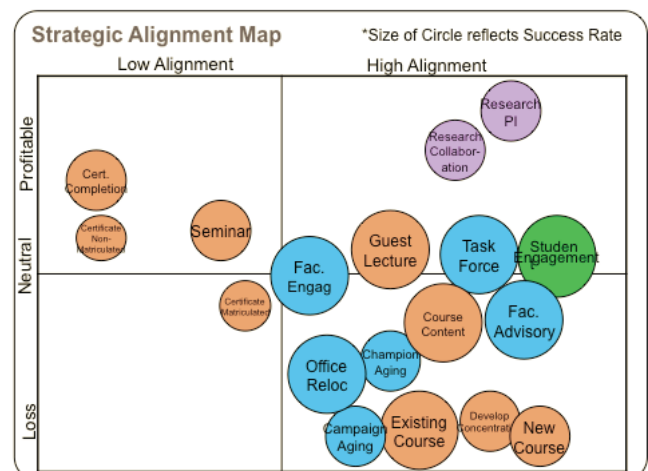 Strategic Alignment Map
*Size of Circle reflects Success Rate
Low Alignment
High Alignment
Profitable
Neutral
Loss
Research
PI
Research
Collabor-
ation
Cert.
Completion
Certificate
Non-
Matriculated
Seminar
Guest
Lecture
Task
Force
Studen
t
Engagement
Fac.
Engag
Certificate
Matriculated
Course
Content
Fac.
Advisory
Office
Reloc
Champion
Aging
Campaign
Aging
Existing
Course
Develop
Concentrat
New
Course